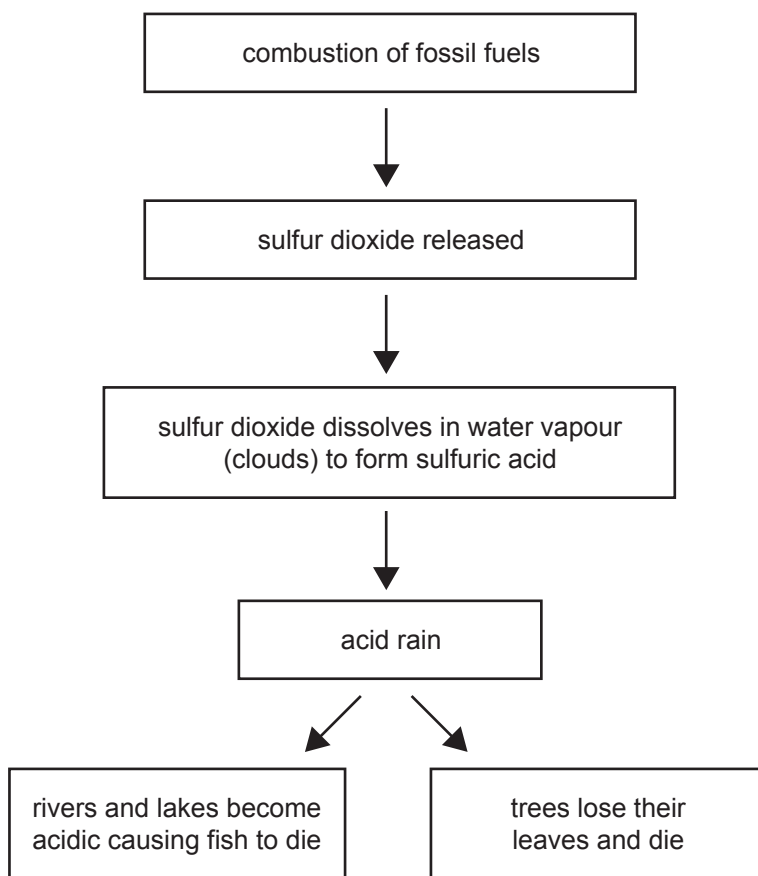 combustion of fossil fuels
sulfur dioxide released
sulfur dioxide dissolves in water vapour
(clouds) to form sulfuric acid
acid rain
rivers and lakes become
acidic causing fish to die
trees lose their
leaves and die